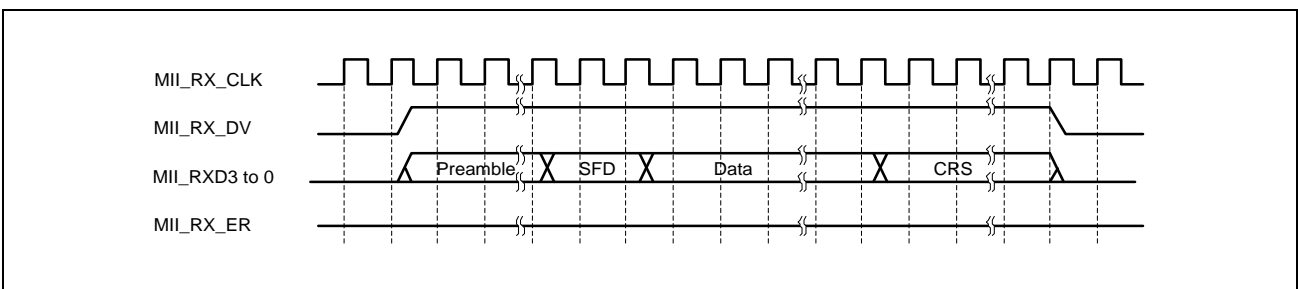 MII_RX_CLK
MII_RX_DV
MII_RXD3 to 0 Preamble SFD Data CRS
MII_RX_ER